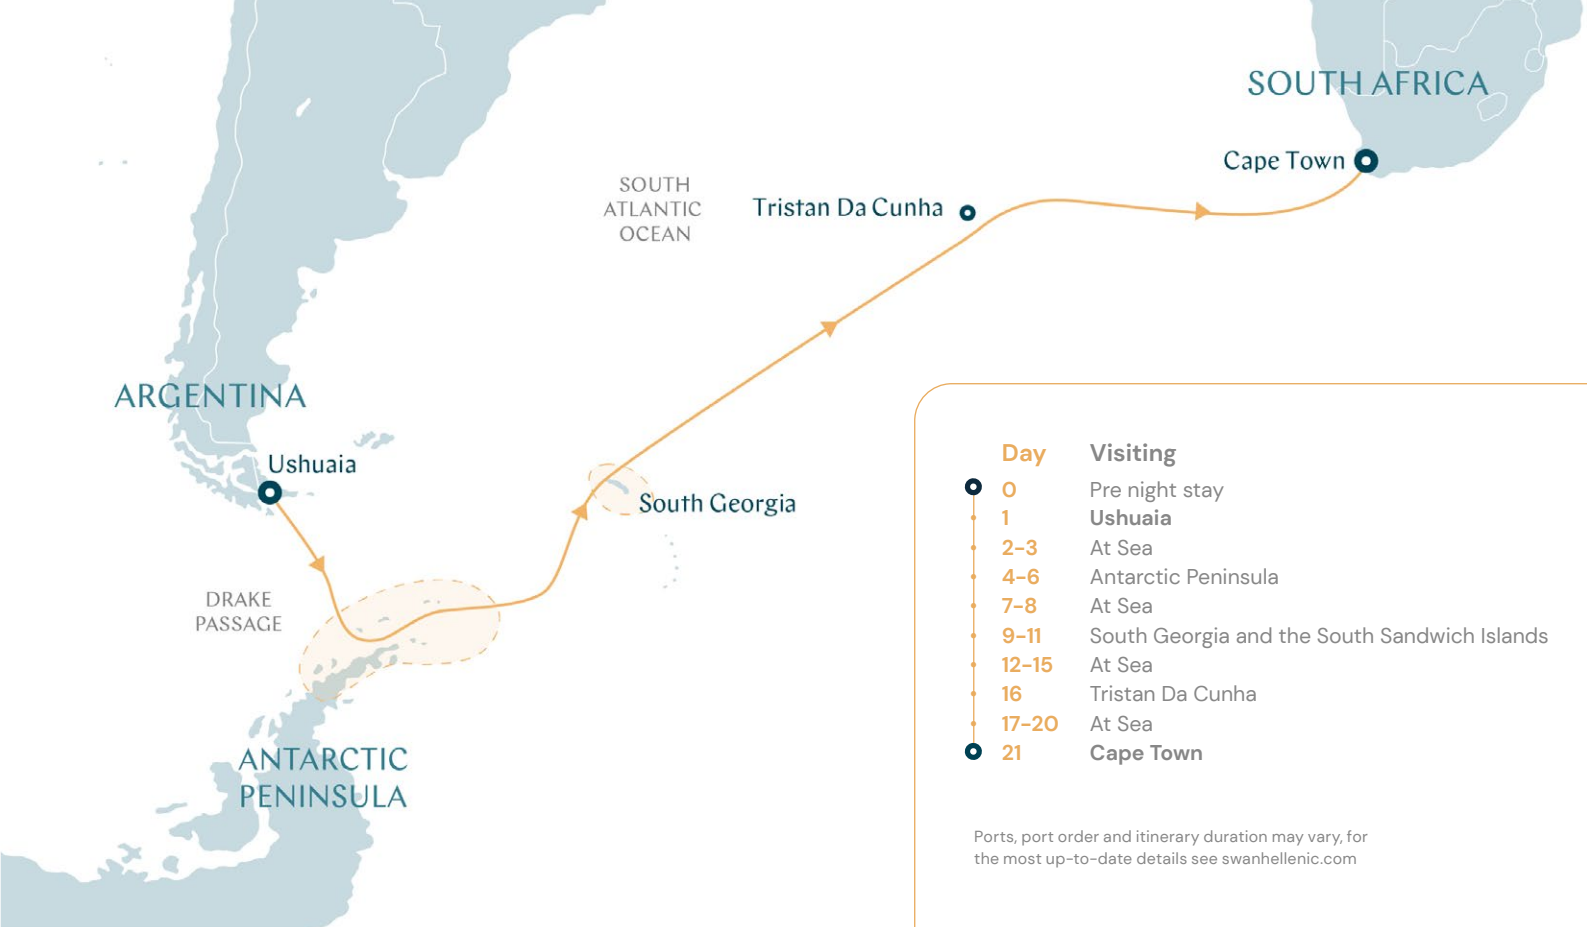 SOUTH AFRICA
Cape Town
SOUTH
ATLANTIC
OCEAN
Tristan Da Cunha
ARGENTINA
Ushuaia
South Georgia
DRAKE
PASSAGE
ANTARCTIC
PENINSULA
Day Visiting
0 Pre night stay
1 Ushuaia
2-3 At Sea
4-6 Antarctic Peninsula
7-8 At Sea
9-11 South Georgia and the South Sandwich Islands
12-15 At Sea
16 Tristan Da Cunha
17-20 At Sea
21 Cape Town
Ports, port order and itinerary duration may vary, for
the most up-to-date details see swanhellenic.com